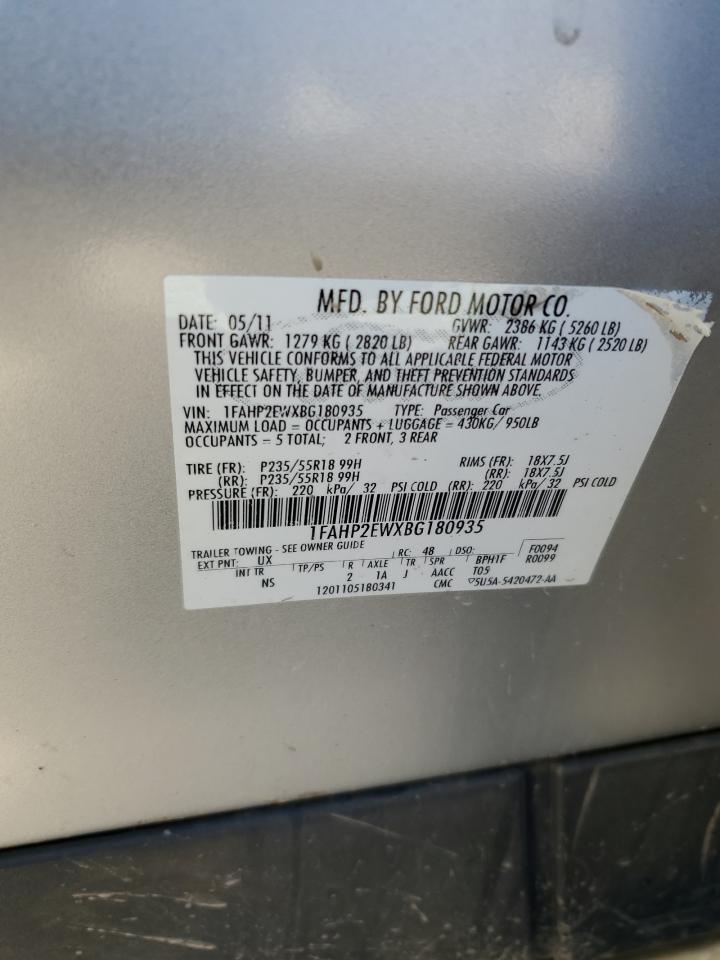 MFD. BY FORD MOTOR CO.
DATE: 05/11 GVWR: 2386 KG ( 5260 LB)
FRONT GAWR: 1279 KG ( 2820 LB) REAR GAWR: 1143 KG ( 2520 LB)
THIS VEHICLE CONFORMS TO ALL APPLICABLE FEDERAL MOTOR
VEHICLE SAFETY, BUMPER, AND THEFT PREVENTION STANDARDS
IN EFFECT ON THE DATE OF MANUFACTURE SHOWN ABOVE.
VIN: 1FAHP2EWXBG180935 TYPE: Passenger Car
MAXIMUM LOAD = OCCUPANTS + LUGGAGE = 430KG/ 950LB
OCCUPANTS = 5 TOTAL; 2 FRONT, 3 REAR
TIRE (FR): P235/55R18 99H RIMS (FR): 18X7.5J
(RR): P235/55R18 99H (RR): 18X7.5J
PRESSURE (FR): 220 kPa/ 32 PSI COLD (RR): 220 kPa/ 32 PSI COLD
1FAHP2EWXBG180935
TRAILER TOWING - SEE OWNER GUIDE
EXT PNT: UX RC: 48 DSO: F0094
INT TR TP/PS R AXLE TR SPR BPH1F R0099
NS 2 1A J AACC T05
1201105180341 CMC 5U5A-5420472-AA